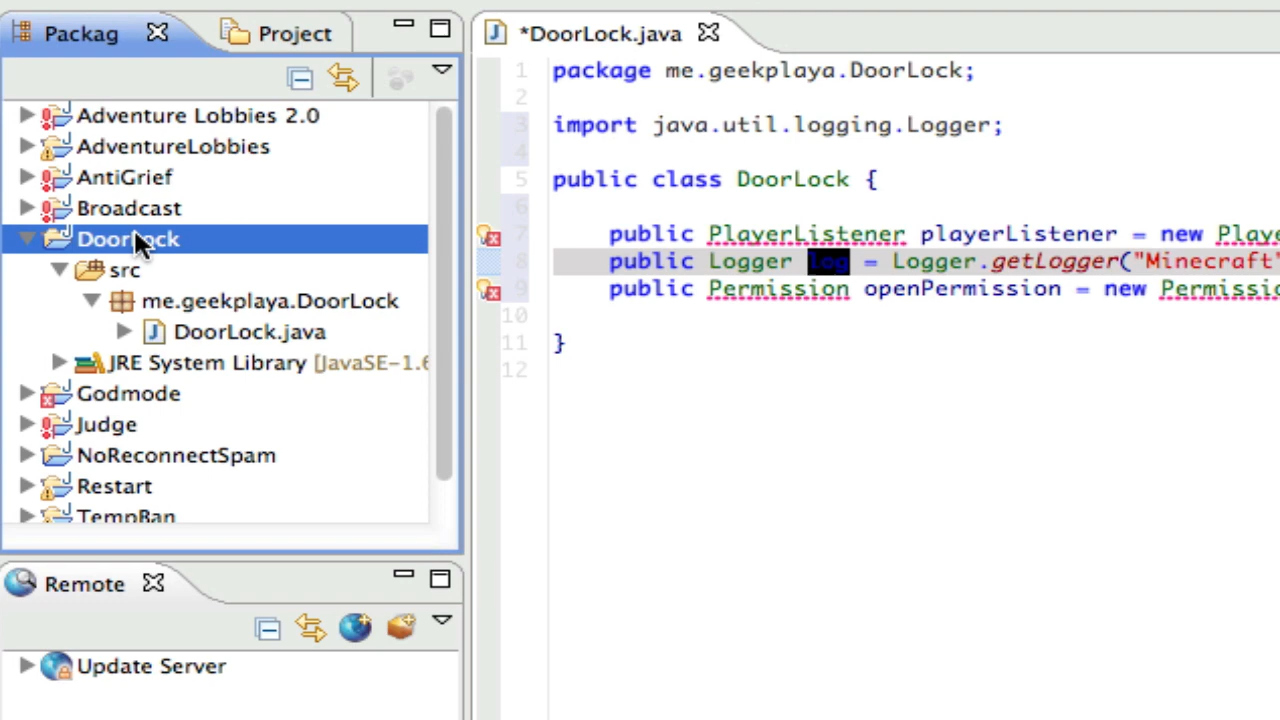 Packag
Project
Adventure Lobbies 2.0
AdventureLobbies
AntiGrief
Broadcast
DoorLock
src
me.geekplaya.DoorLock
DoorLock.java
JRE System Library [JavaSE-1.6
Godmode
Judge
NoReconnectSpam
Restart
TempBan
Remote
Update Server
*DoorLock.java
1 package me.geekplaya.DoorLock;
2
3 import java.util.logging.Logger;
4
5 public class DoorLock {
6
7 public PlayerListener playerListener = new Playe
8 public Logger log = Logger.getLogger("Minecraft"
9 public Permission openPermission = new Permissio
10
11 }
12